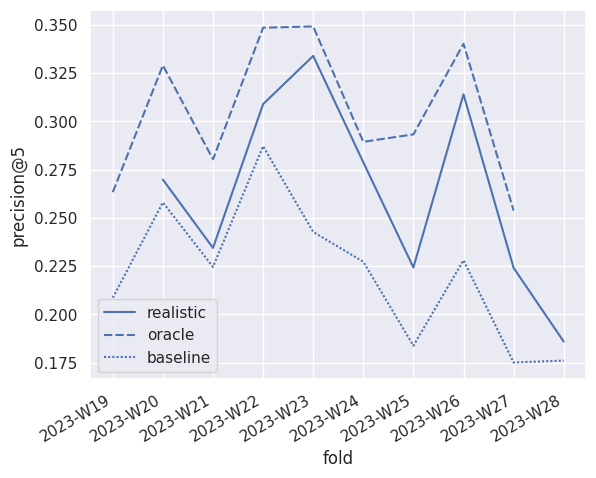 0.350
0.325
0.300
0.275
0.250
0.225
0.200
0.175
precision@5
realistic
oracle
baseline
2023-W19
2023-W20
2023-W21
2023-W22
2023-W23
2023-W24
2023-W25
2023-W26
2023-W27
2023-W28
fold